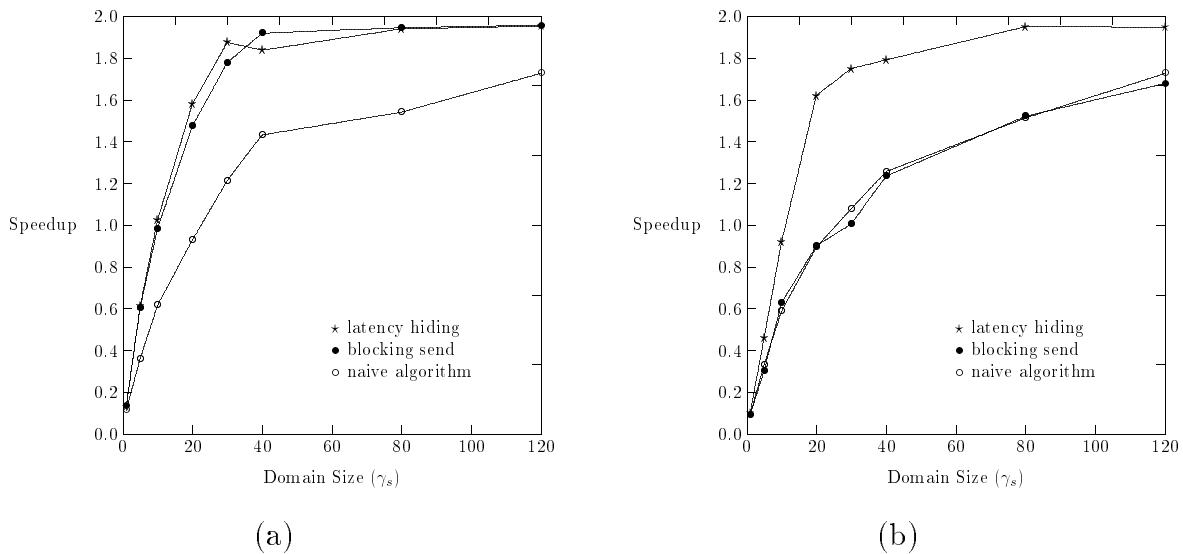 2.0
1.8
1.6
1.4
1.2
1.0
0.8
0.6
0.4
0.2
0.0
Speedup
★ latency hiding
● blocking send
○ naive algorithm
0 20 40 60 80 100 120
Domain Size (γₛ)
(a)
2.0
1.8
1.6
1.4
1.2
1.0
0.8
0.6
0.4
0.2
0.0
Speedup
★ latency hiding
● blocking send
○ naive algorithm
0 20 40 60 80 100 120
Domain Size (γₛ)
(b)